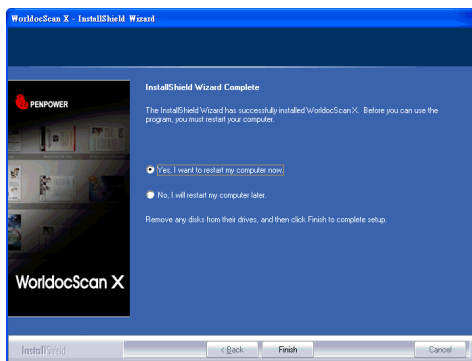 WorldocScan X - InstallShield Wizard
PENPOWER
InstallShield Wizard Complete
The InstallShield Wizard has successfully installed WorldocScan X. Before you can use the
program, you must restart your computer.
Yes, I want to restart my computer now.
No, I will restart my computer later.
Remove any disks from their drives, and then click Finish to complete setup.
WorldocScan X
InstallShield
< Back
Finish
Cancel